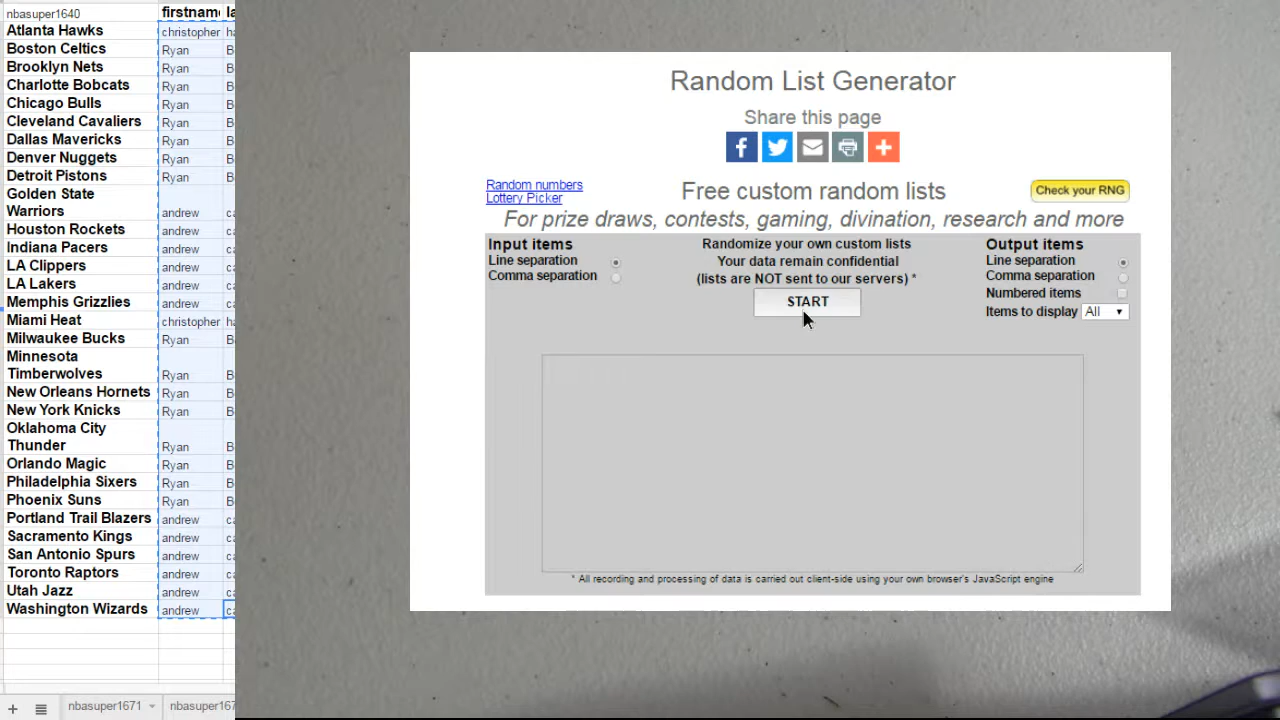 nbasuper1640 firstname
Atlanta Hawks christopher
Boston Celtics Ryan
Brooklyn Nets Ryan
Charlotte Bobcats Ryan
Chicago Bulls Ryan
Cleveland Cavaliers Ryan
Dallas Mavericks Ryan
Denver Nuggets Ryan
Detroit Pistons Ryan
Golden State
Warriors andrew
Houston Rockets andrew
Indiana Pacers andrew
LA Clippers andrew
LA Lakers andrew
Memphis Grizzlies andrew
Miami Heat christopher
Milwaukee Bucks Ryan
Minnesota
Timberwolves Ryan
New Orleans Hornets Ryan
New York Knicks Ryan
Oklahoma City
Thunder Ryan
Orlando Magic Ryan
Philadelphia Sixers Ryan
Phoenix Suns Ryan
Portland Trail Blazers andrew
Sacramento Kings andrew
San Antonio Spurs andrew
Toronto Raptors andrew
Utah Jazz andrew
Washington Wizards andrew
nbasuper1671 nbasuper167
Random List Generator
Share this page
Random numbers
Lottery Picker
Free custom random lists
Check your RNG
For prize draws, contests, gaming, divination, research and more
Input items
Line separation
Comma separation
Randomize your own custom lists
Your data remain confidential
(lists are NOT sent to our servers) *
START
Output items
Line separation
Comma separation
Numbered items
Items to display All
* All recording and processing of data is carried out client-side using your own browser's JavaScript engine